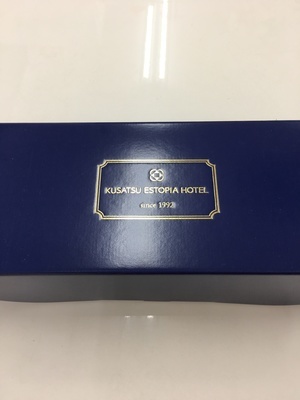 KUSATSU ESTOPIA HOTEL
since 1992